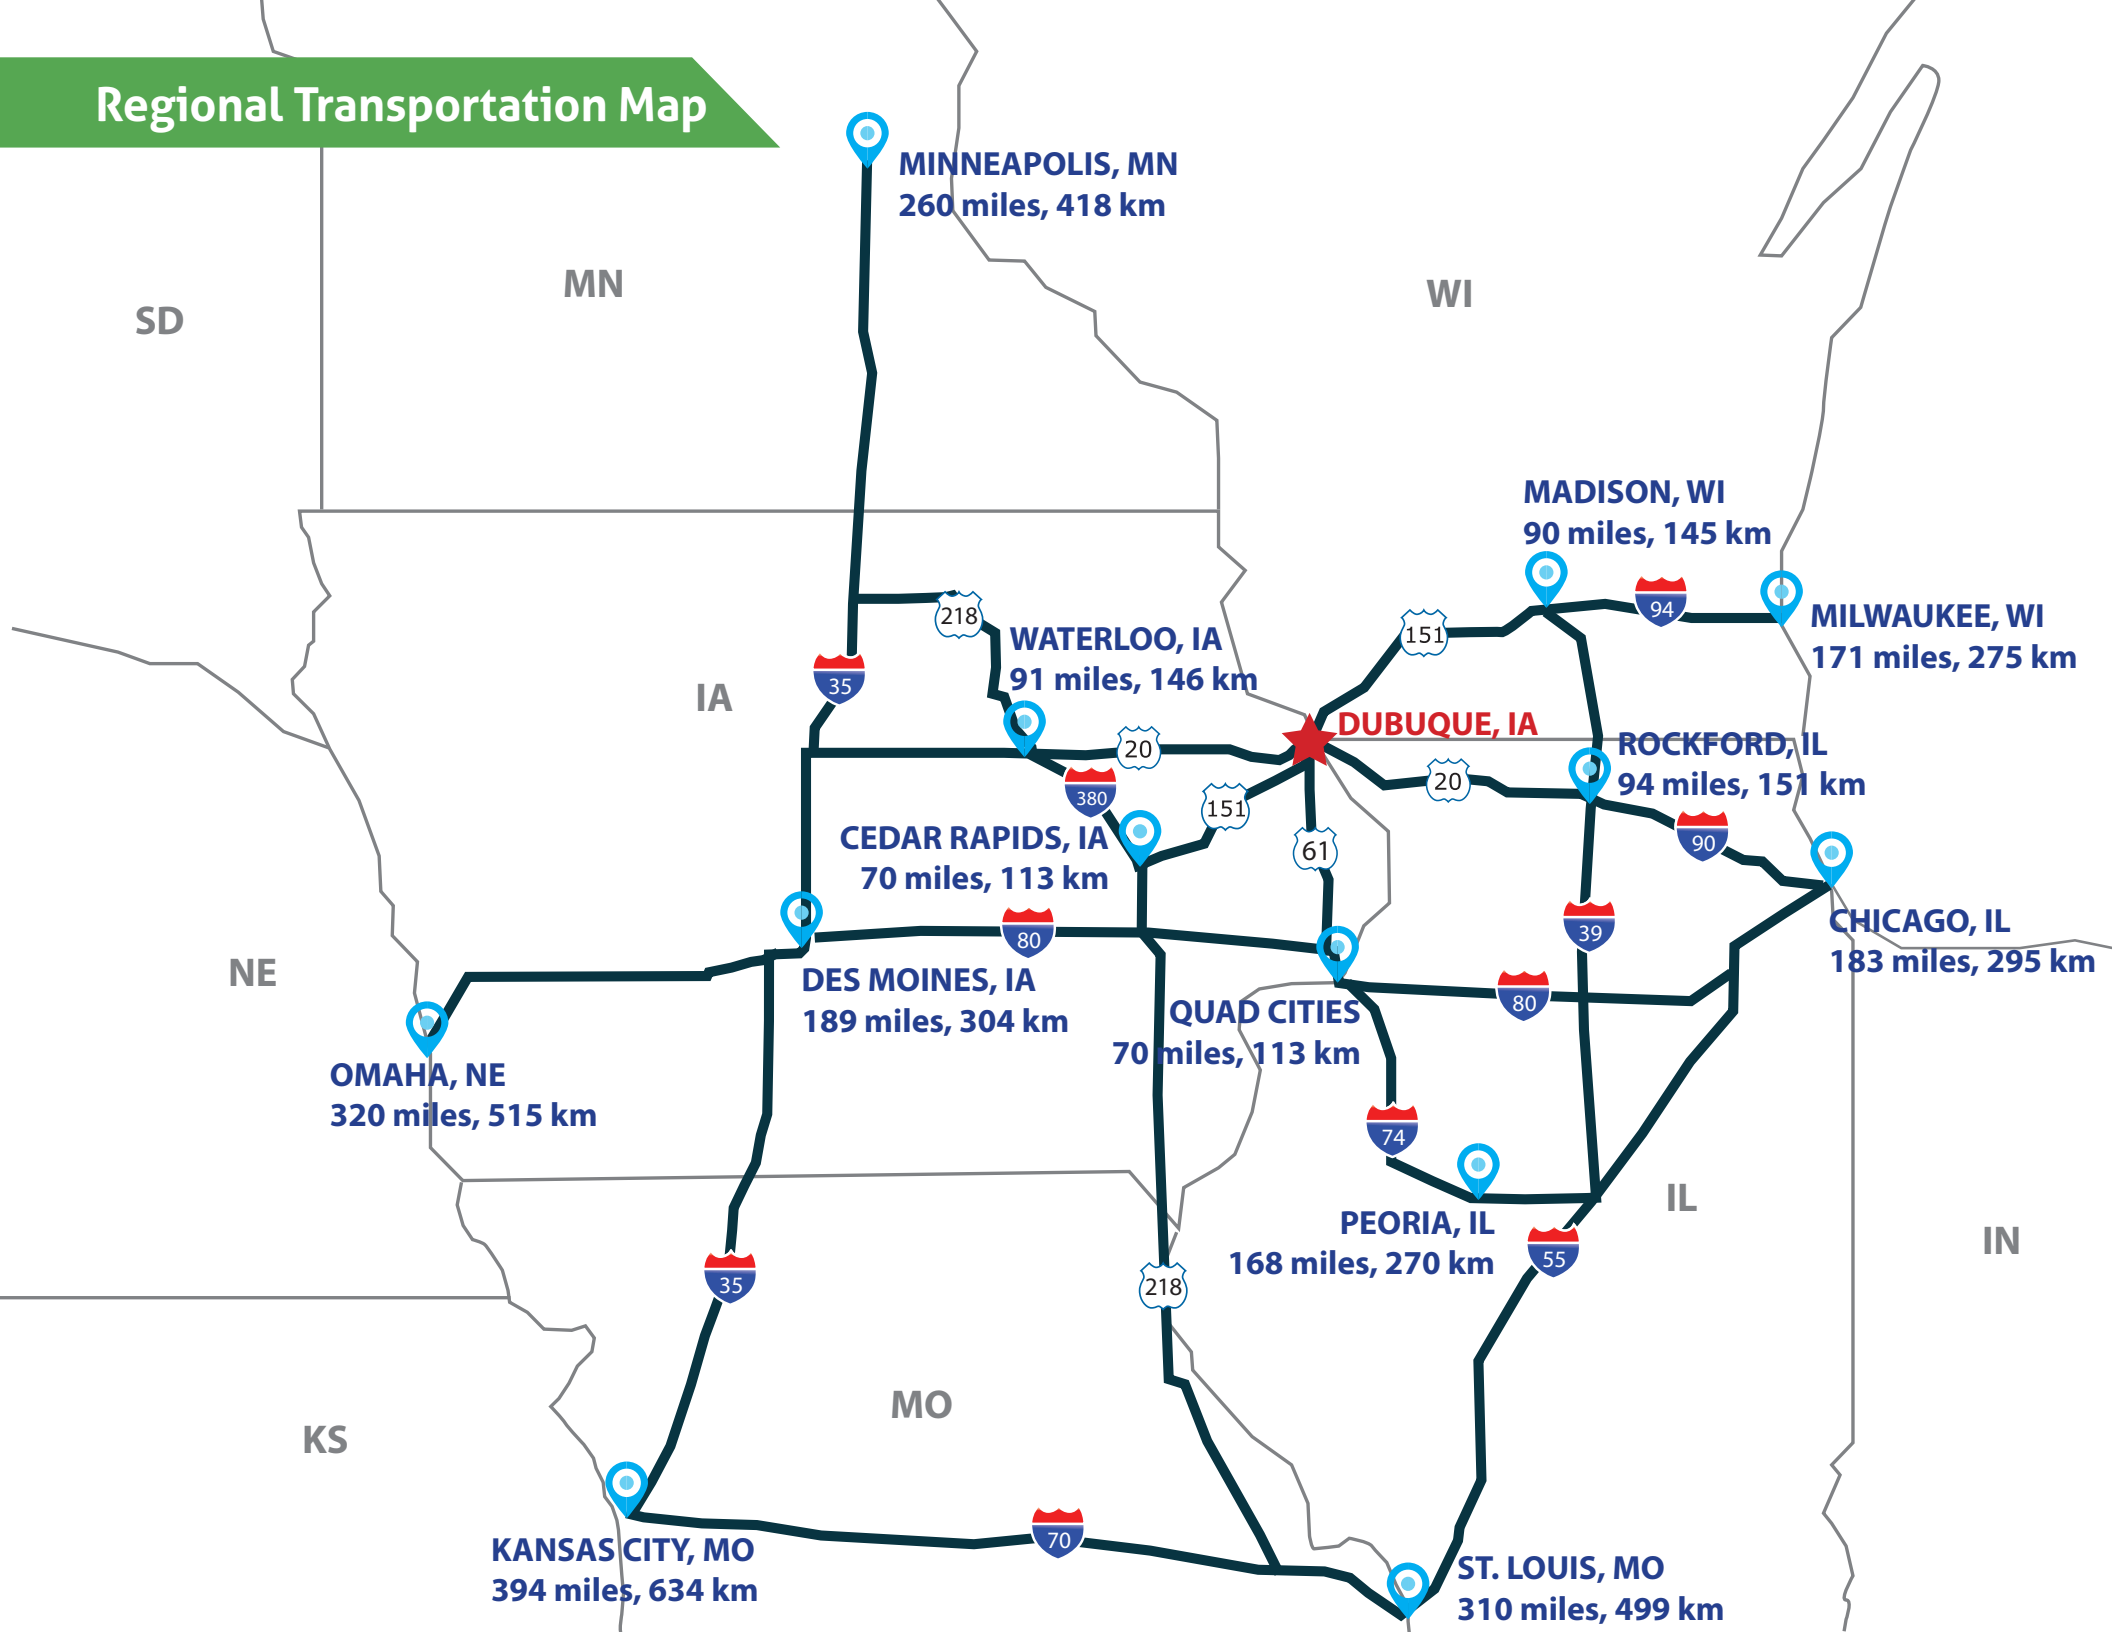 Regional Transportation Map
MINNEAPOLIS, MN
260 miles, 418 km
MN
WI
SD
MADISON, WI
90 miles, 145 km
94
218
151
MILWAUKEE, WI
171 miles, 275 km
WATERLOO, IA
91 miles, 146 km
35
IA
DUBUQUE, IA
20
ROCKFORD, IL
94 miles, 151 km
20
380
151
CEDAR RAPIDS, IA
70 miles, 113 km
61
90
CHICAGO, IL
183 miles, 295 km
80
39
NE
DES MOINES, IA
189 miles, 304 km
QUAD CITIES
70 miles, 113 km
80
OMAHA, NE
320 miles, 515 km
74
IL
PEORIA, IL
168 miles, 270 km
IN
55
35
218
MO
KS
KANSAS CITY, MO
394 miles, 634 km
70
ST. LOUIS, MO
310 miles, 499 km